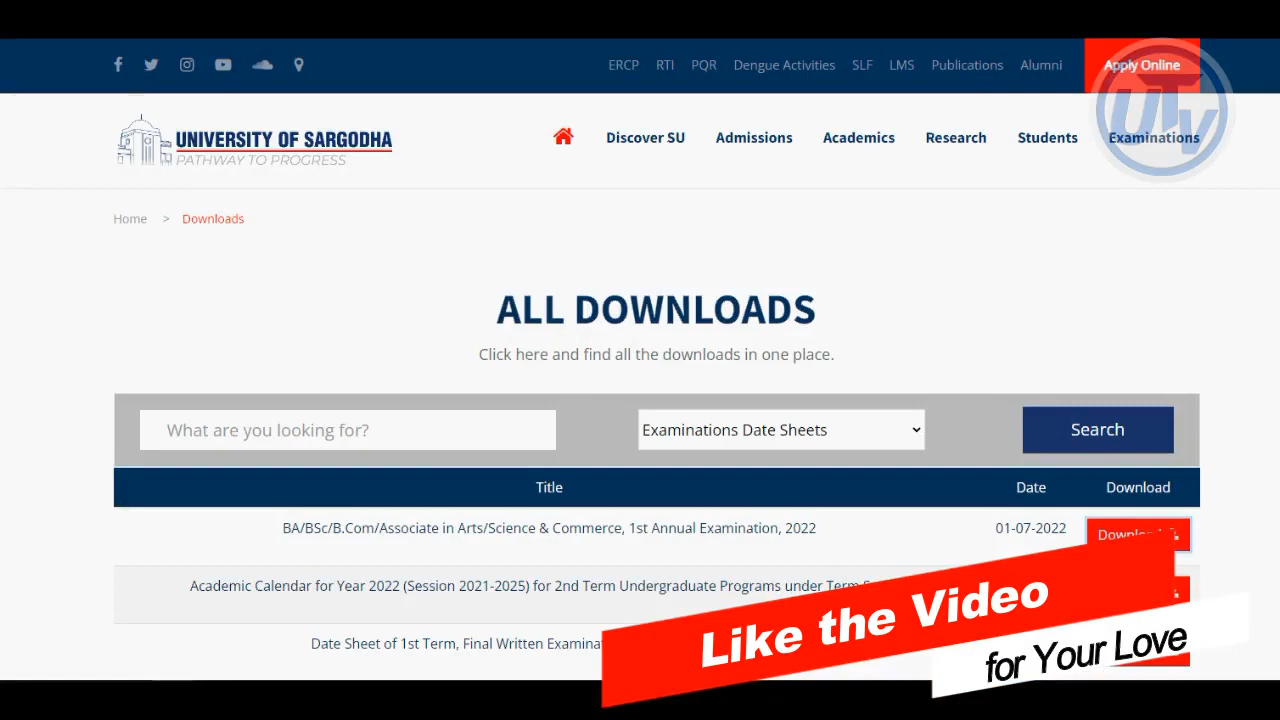 ERCP RTI PQR Dengue Activities SLF LMS Publications Alumni Apply Online
UTV
UNIVERSITY OF SARGODHA
PATHWAY TO PROGRESS
Discover SU Admissions Academics Research Students Examinations
Home > Downloads
ALL DOWNLOADS
Click here and find all the downloads in one place.
What are you looking for? Examinations Date Sheets Search
Title Date Download
BA/BSc/B.Com/Associate in Arts/Science & Commerce, 1st Annual Examination, 2022 01-07-2022 Download
Academic Calendar for Year 2022 (Session 2021-2025) for 2nd Term Undergraduate Programs under Term
Date Sheet of 1st Term, Final Written
Like the Video
for Your Love